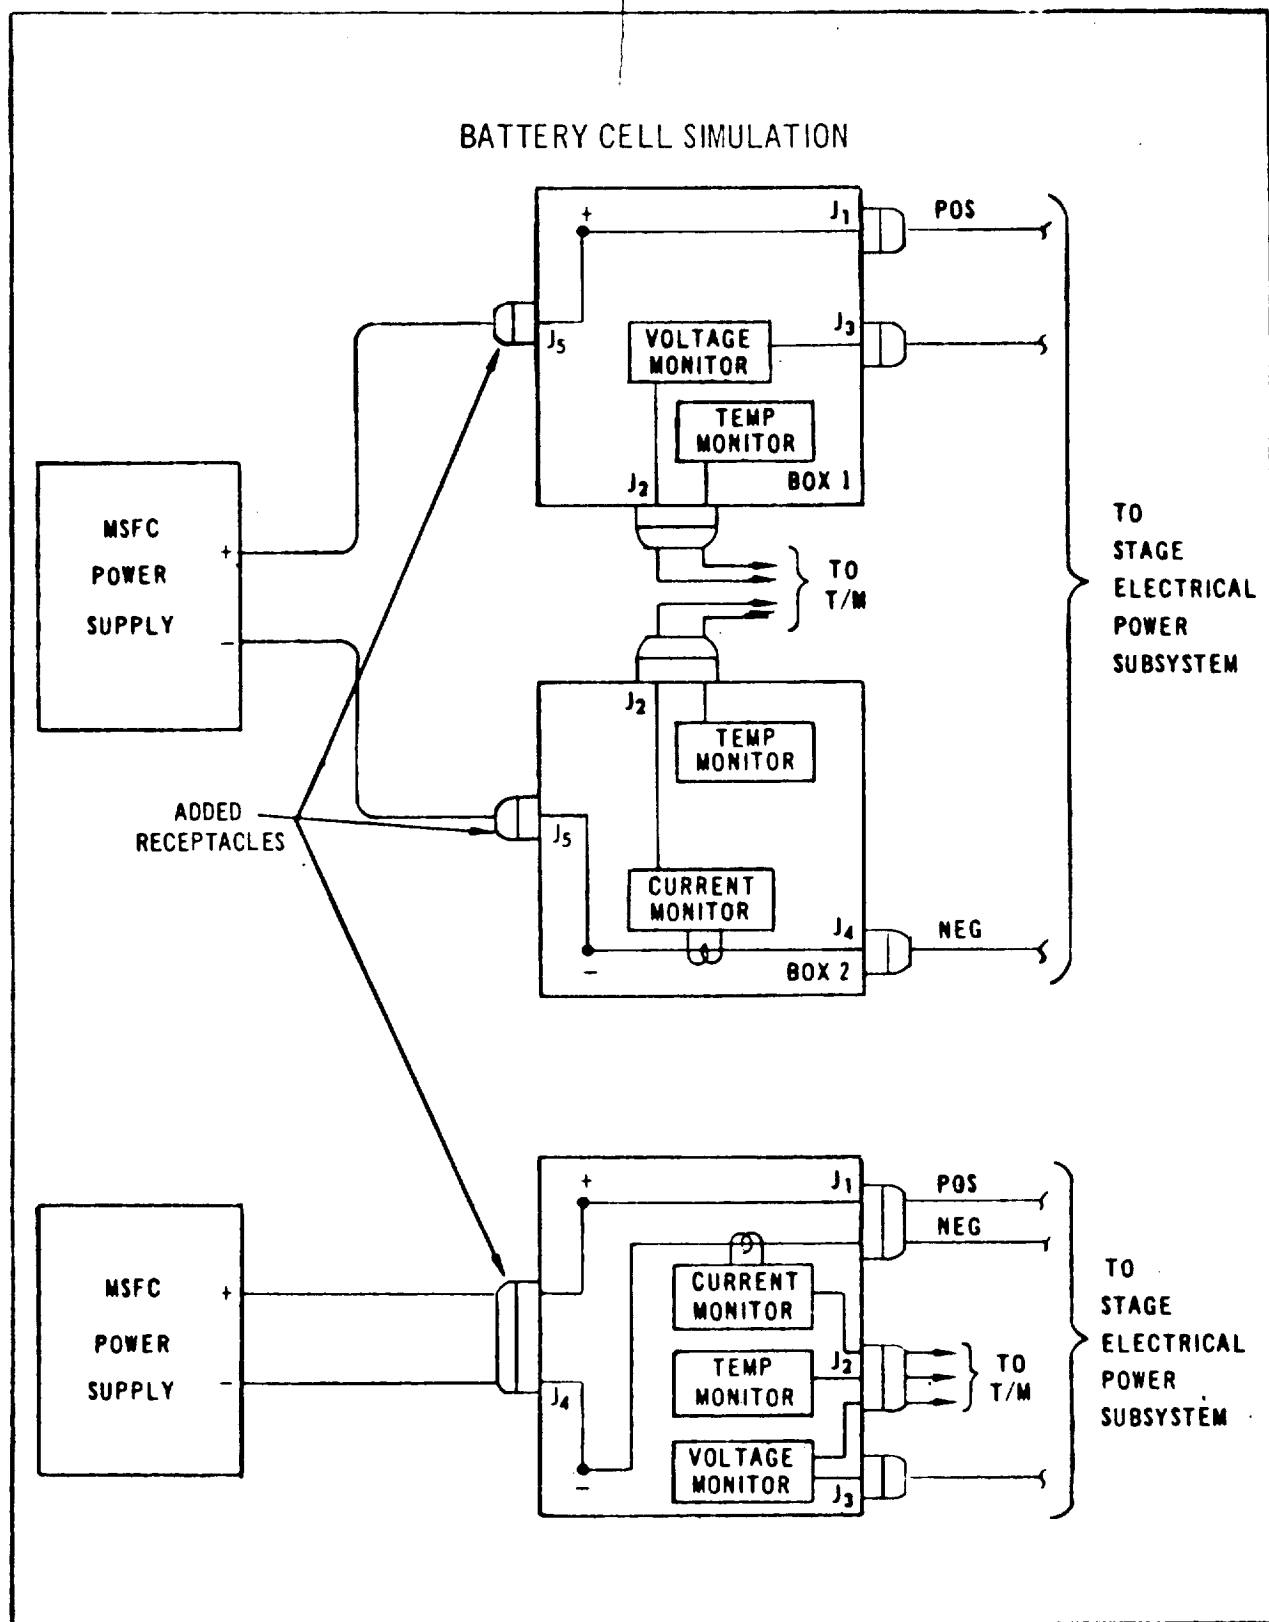 BATTERY CELL SIMULATION
+
J1
POS
J5
J3
VOLTAGE
MONITOR
TEMP
MONITOR
J2
BOX 1
MSFC
POWER
SUPPLY
+
−
TO
T/M
TO
STAGE
ELECTRICAL
POWER
SUBSYSTEM
J2
TEMP
MONITOR
ADDED
RECEPTACLES
J5
CURRENT
MONITOR
J4
NEG
−
BOX 2
+
J1
POS
NEG
MSFC
POWER
SUPPLY
+
−
CURRENT
MONITOR
J2
TEMP
MONITOR
TO
T/M
J4
VOLTAGE
MONITOR
−
J3
TO
STAGE
ELECTRICAL
POWER
SUBSYSTEM